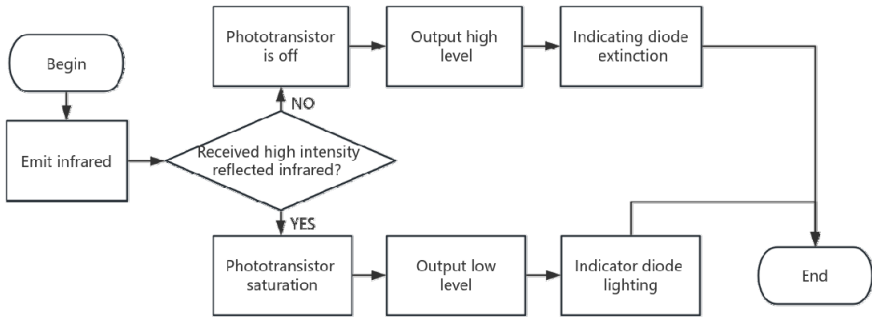 Begin
Emit infrared
Received high intensity
reflected infrared?
NO
Phototransistor
is off
Output high
level
Indicating diode
extinction
YES
Phototransistor
saturation
Output low
level
Indicator diode
lighting
End